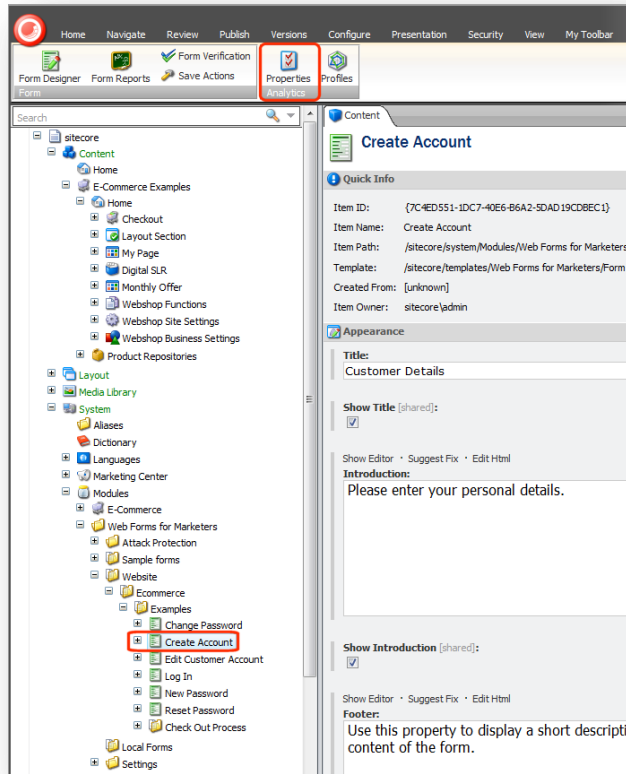 Home Navigate Review Publish Versions Configure Presentation Security View My Toolbar
Form Designer Form Reports Form Verification Save Actions Properties Profiles
Form Analytics
Search
sitecore
Content
Home
E-Commerce Examples
Home
Checkout
Layout Section
My Page
Digital SLR
Monthly Offer
Webshop Functions
Webshop Site Settings
Webshop Business Settings
Product Repositories
Layout
Media Library
System
Aliases
Dictionary
Languages
Marketing Center
Modules
E-Commerce
Web Forms for Marketers
Attack Protection
Sample forms
Website
Ecommerce
Examples
Change Password
Create Account
Edit Customer Account
Log In
New Password
Reset Password
Check Out Process
Local Forms
Settings
Content
Create Account
Quick Info
Item ID: {7C4ED551-1DC7-40E6-B6A2-5DAD19CDBEC1}
Item Name: Create Account
Item Path: /sitecore/system/Modules/Web Forms for Marketers
Template: /sitecore/templates/Web Forms for Marketers/Form
Created From: [unknown]
Item Owner: sitecore\admin
Appearance
Title:
Customer Details
Show Title [shared]:
Show Editor · Suggest Fix · Edit Html
Introduction:
Please enter your personal details.
Show Introduction [shared]:
Show Editor · Suggest Fix · Edit Html
Footer:
Use this property to display a short descripti
content of the form.